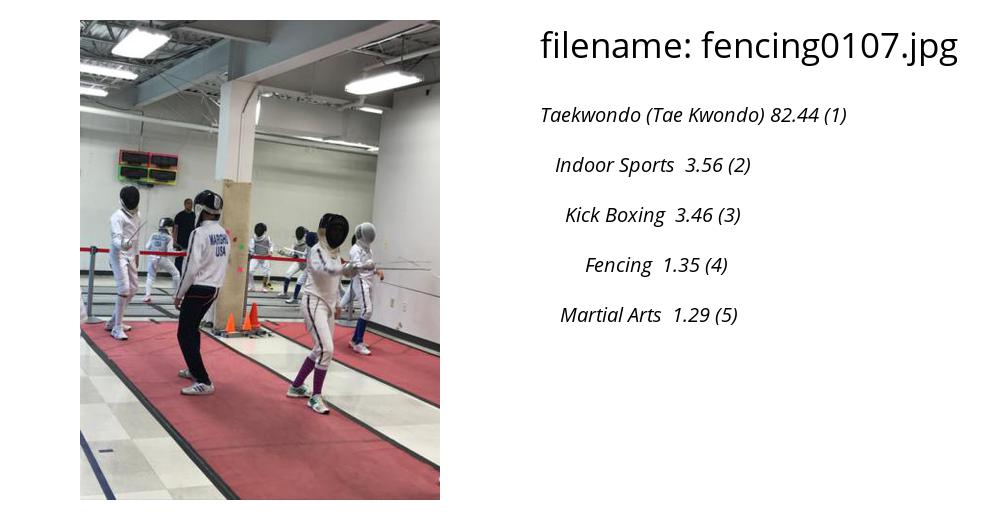 filename: fencing0107.jpg
Taekwondo (Tae Kwondo) 82.44 (1)
Indoor Sports 3.56 (2)
Kick Boxing 3.46 (3)
Fencing 1.35 (4)
Martial Arts 1.29 (5)
USA